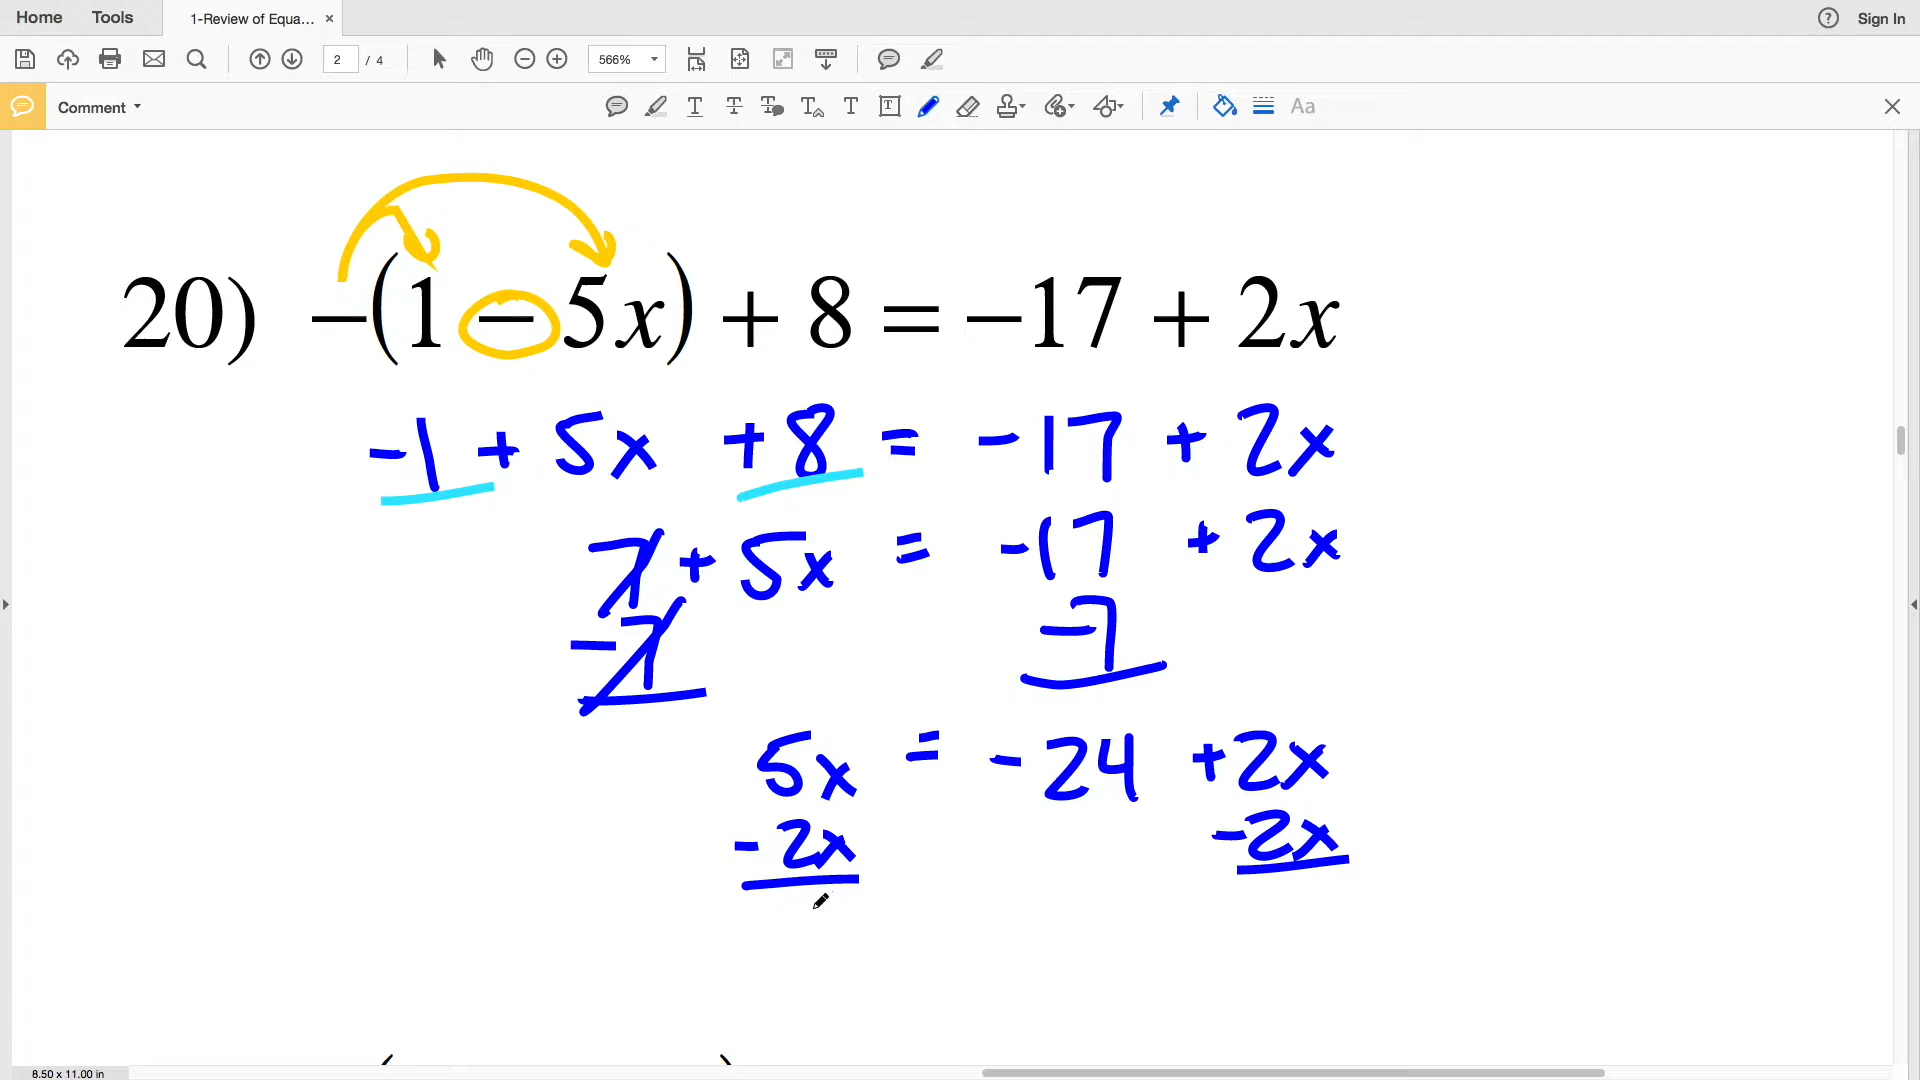 Home Tools 1-Review of Equa... × Sign In
2 / 4 566%
Comment Aa
20) −(1 − 5x) + 8 = −17 + 2x
-1 + 5x + 8 = -17 + 2x
7 + 5x = -17 + 2x
-7 -7
5x = -24 + 2x
-2x -2x
8.50 x 11.00 in